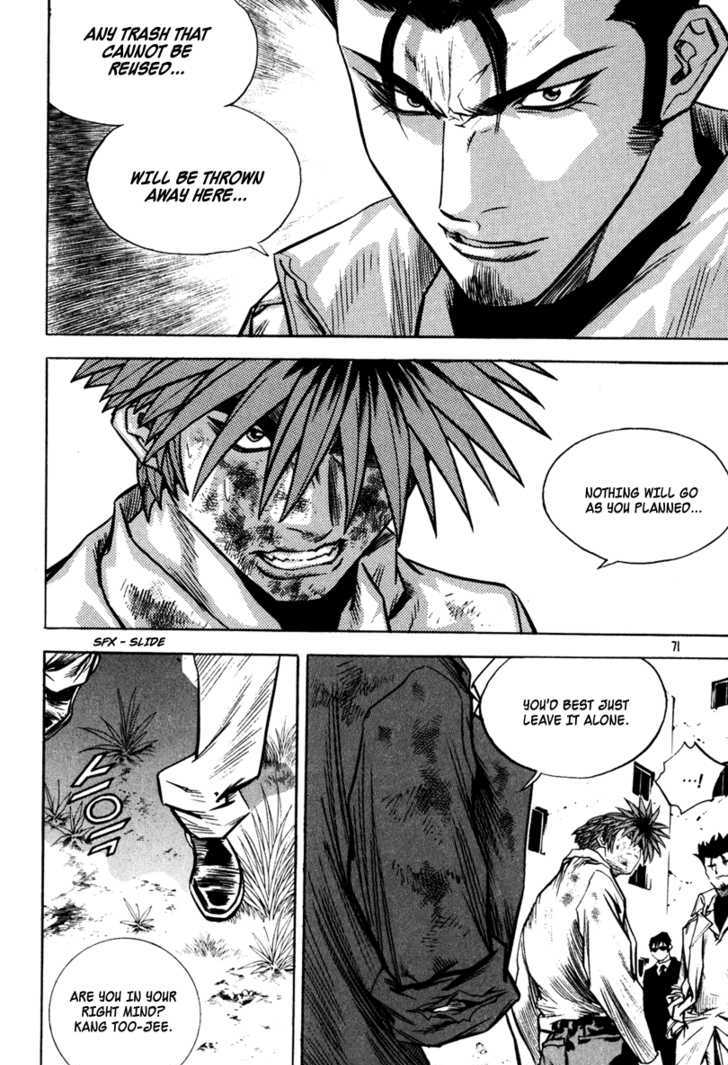 ANY TRASH THAT
CANNOT BE
REUSED...
WILL BE THROWN
AWAY HERE...
NOTHING WILL GO
AS YOU PLANNED...
SFX - SLIDE
71
YOU'D BEST JUST
LEAVE IT ALONE.
...!
ARE YOU IN YOUR
RIGHT MIND?
KANG TOO-JEE.